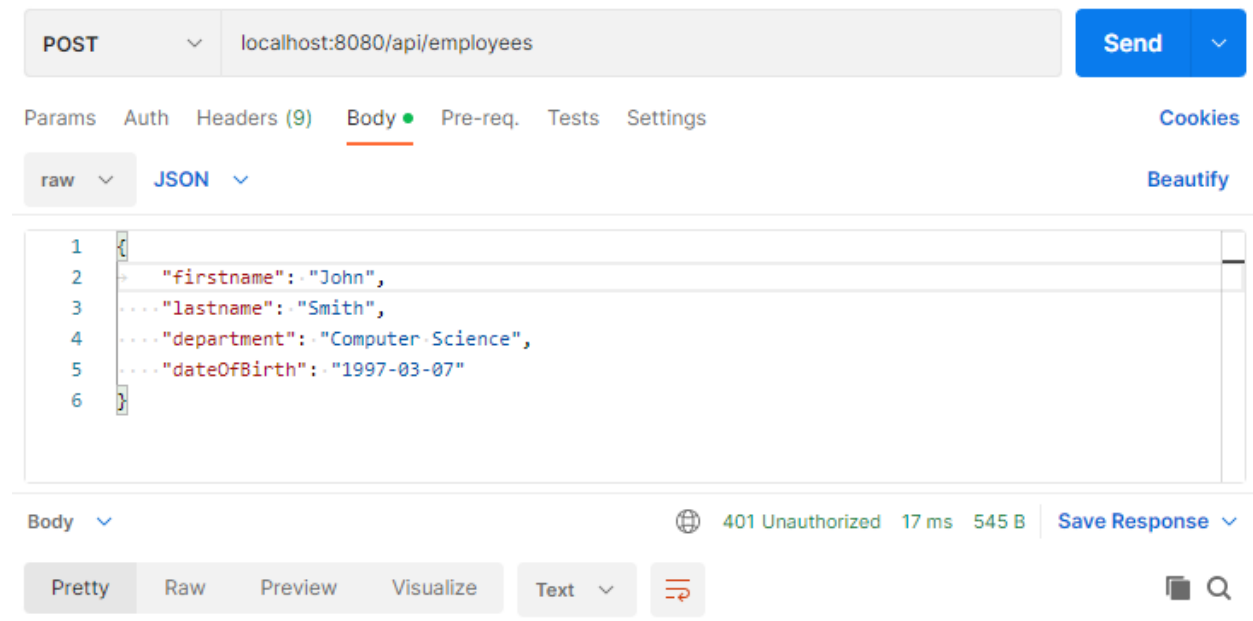 POST localhost:8080/api/employees Send
Params Auth Headers (9) Body Pre-req. Tests Settings Cookies
raw JSON Beautify
1 {
2 "firstname": "John",
3 "lastname": "Smith",
4 "department": "Computer Science",
5 "dateOfBirth": "1997-03-07"
6 }
Body 401 Unauthorized 17 ms 545 B Save Response
Pretty Raw Preview Visualize Text